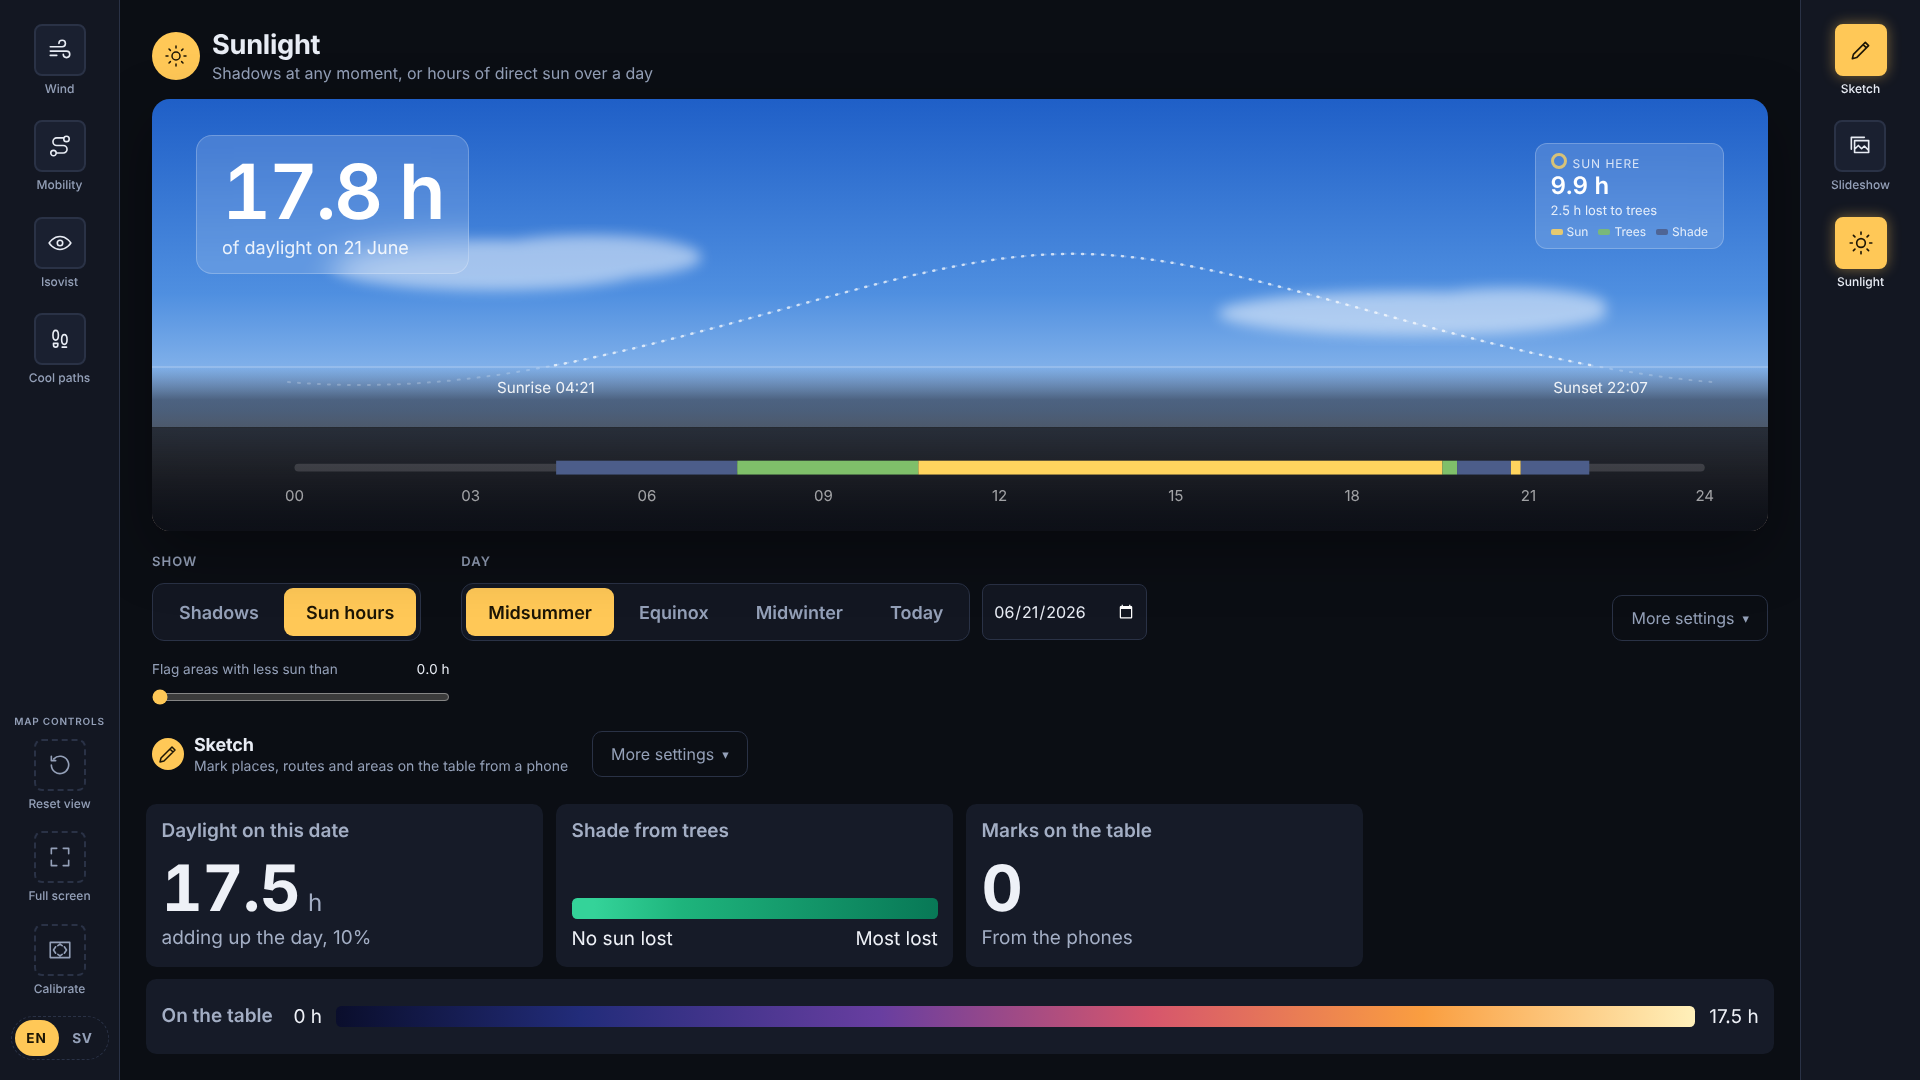 Wind
Mobility
Isovist
Cool paths
MAP CONTROLS
Reset view
Full screen
Calibrate
EN SV
Sunlight
Shadows at any moment, or hours of direct sun over a day
17.8 h
of daylight on 21 June
SUN HERE
9.9 h
2.5 h lost to trees
Sun Trees Shade
Sunrise 04:21
Sunset 22:07
00 03 06 09 12 15 18 21 24
SHOW
DAY
Shadows Sun hours
Midsummer Equinox Midwinter Today
06/21/2026
More settings ▾
Flag areas with less sun than 0.0 h
Sketch
Mark places, routes and areas on the table from a phone
More settings ▾
Daylight on this date
17.5 h
adding up the day, 10%
Shade from trees
No sun lost Most lost
Marks on the table
0
From the phones
On the table 0 h 17.5 h
Sketch
Slideshow
Sunlight